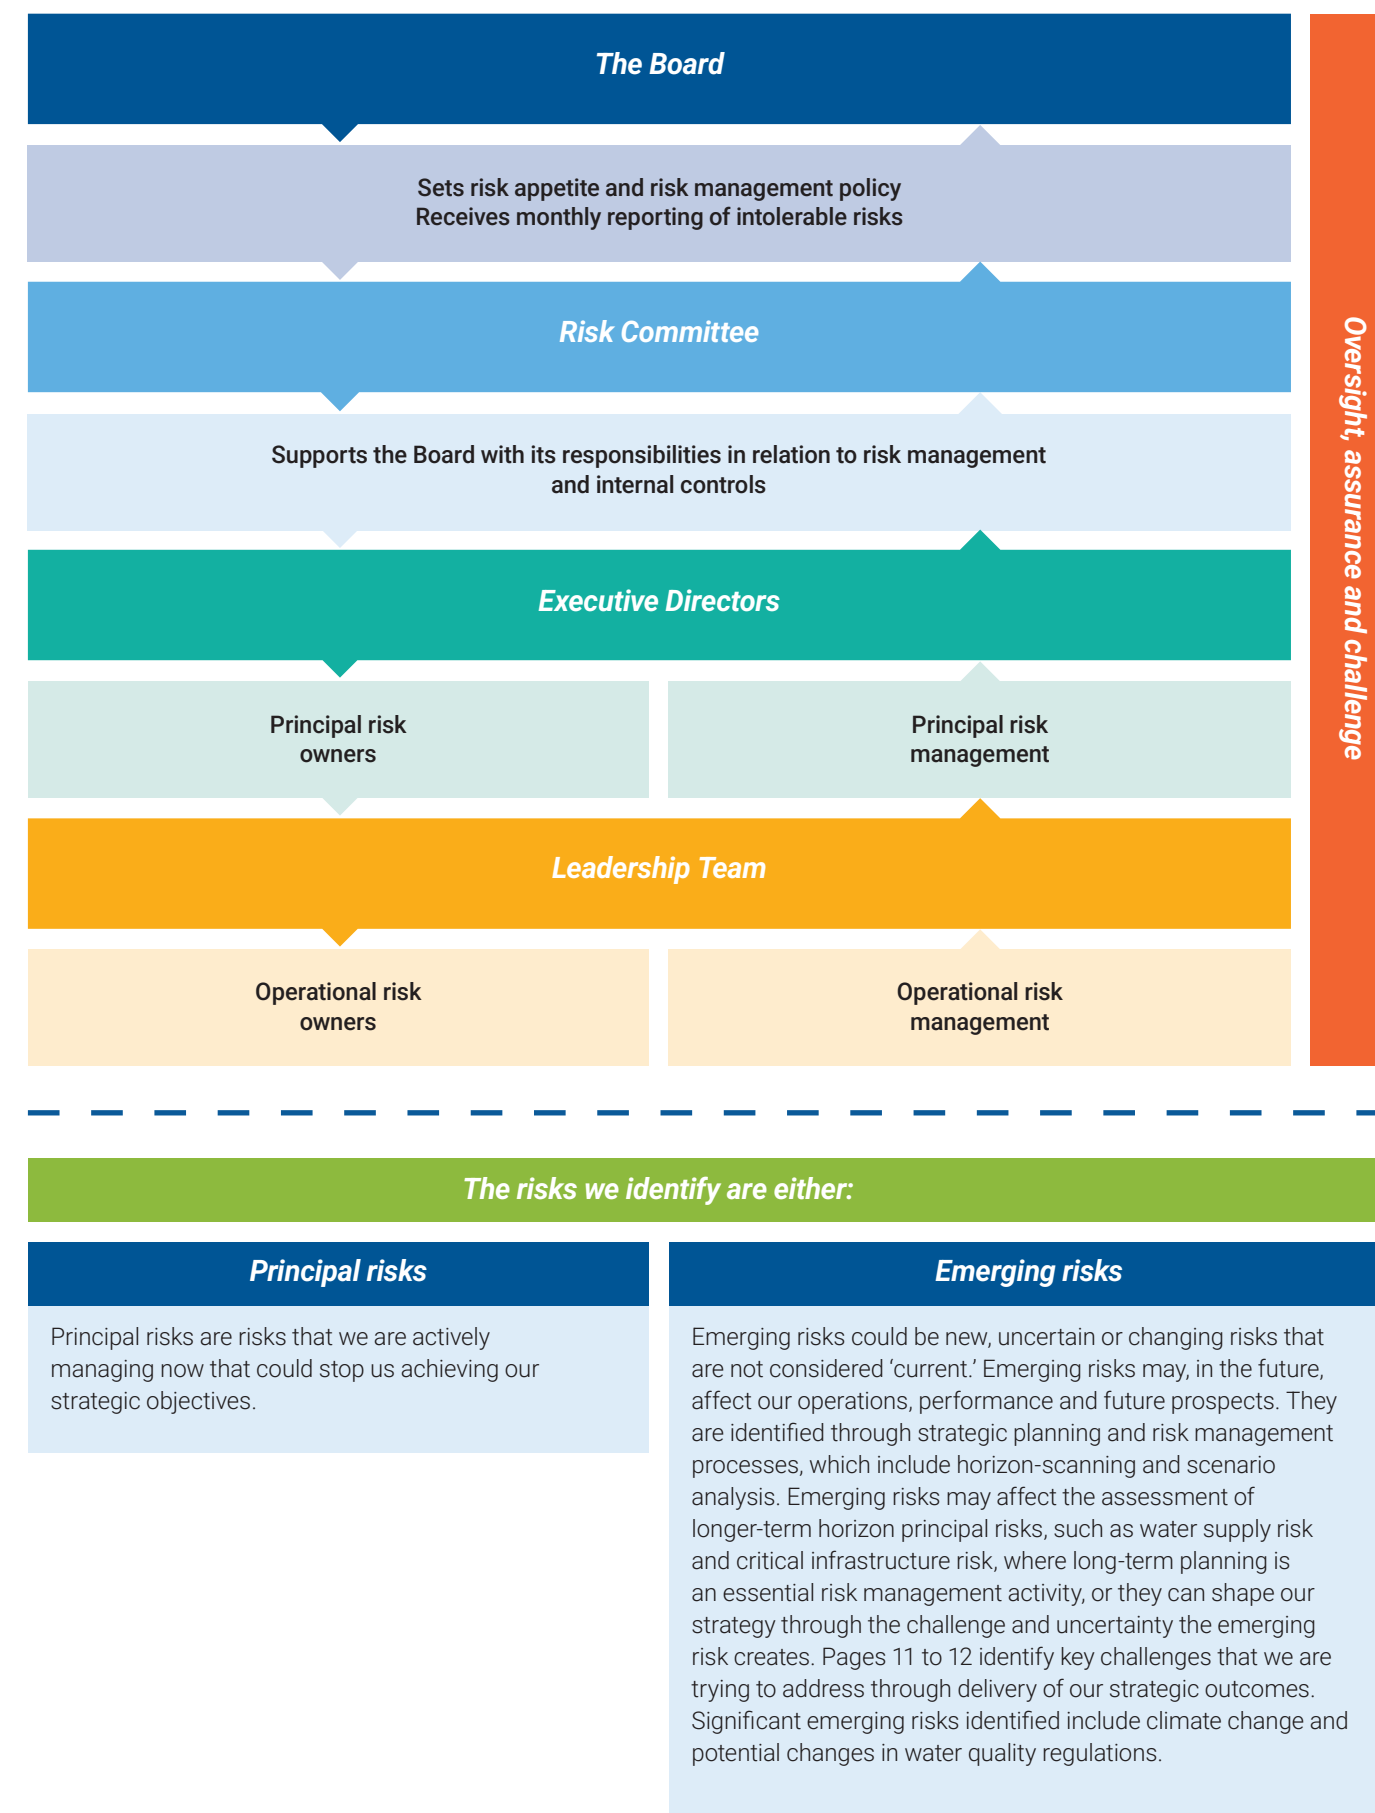 The Board
Sets risk appetite and risk management policy
Receives monthly reporting of intolerable risks
Risk Committee
Supports the Board with its responsibilities in relation to risk management
and internal controls
Executive Directors
Principal risk
owners
Principal risk
management
Leadership Team
Operational risk
owners
Operational risk
management
Oversight, assurance and challenge
The risks we identify are either:
Principal risks
Principal risks are risks that we are actively
managing now that could stop us achieving our
strategic objectives.
Emerging risks
Emerging risks could be new, uncertain or changing risks that
are not considered ‘current.’ Emerging risks may, in the future,
affect our operations, performance and future prospects. They
are identified through strategic planning and risk management
processes, which include horizon-scanning and scenario
analysis. Emerging risks may affect the assessment of
longer-term horizon principal risks, such as water supply risk
and critical infrastructure risk, where long-term planning is
an essential risk management activity, or they can shape our
strategy through the challenge and uncertainty the emerging
risk creates. Pages 11 to 12 identify key challenges that we are
trying to address through delivery of our strategic outcomes.
Significant emerging risks identified include climate change and
potential changes in water quality regulations.